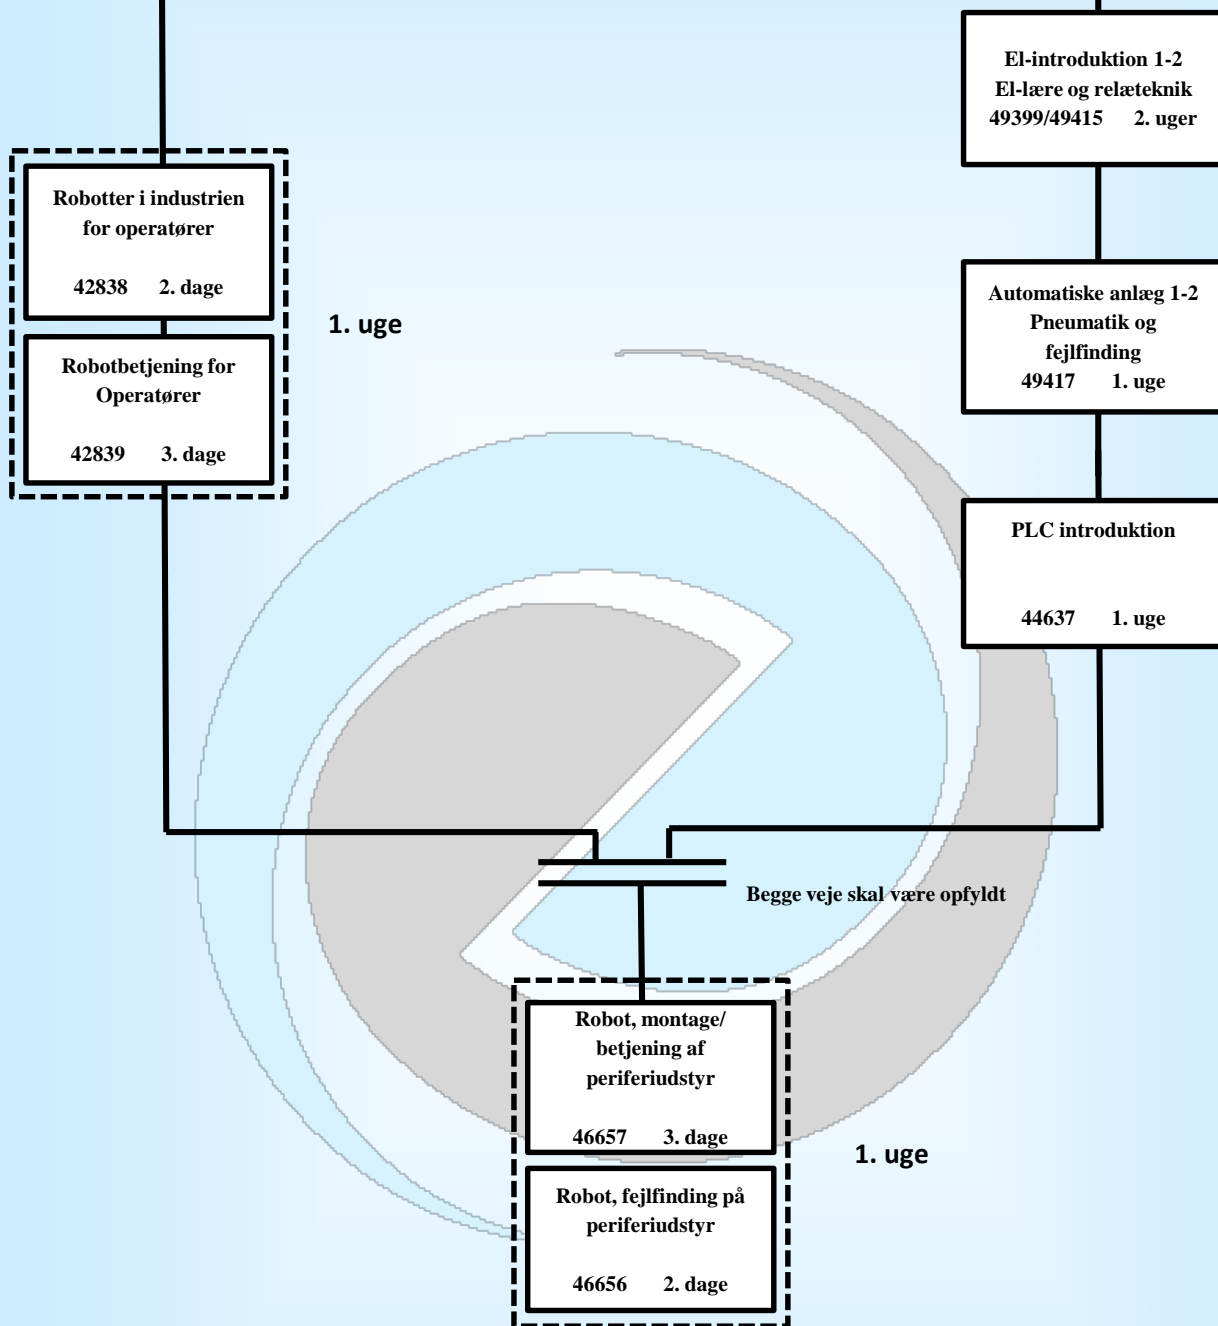 El-introduktion 1-2
El-lære og relæteknik
49399/49415 2. uger
Robotter i industrien
for operatører
42838 2. dage
1. uge
Robotbetjening for
Operatører
42839 3. dage
Automatiske anlæg 1-2
Pneumatik og
fejlfinding
49417 1. uge
PLC introduktion
44637 1. uge
Begge veje skal være opfyldt
Robot, montage/
betjening af
periferiudstyr
46657 3. dage
1. uge
Robot, fejlfinding på
periferiudstyr
46656 2. dage